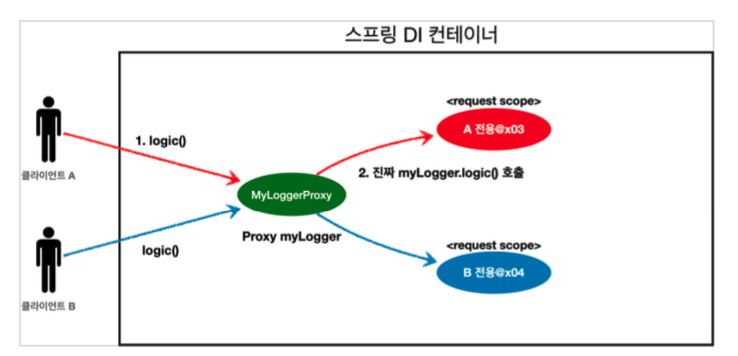 스프링 DI 컨테이너
<request scope>
A 전용@x03
1. logic()
2. 진짜 myLogger.logic() 호출
클라이언트 A
MyLoggerProxy
Proxy myLogger
logic()
<request scope>
B 전용@x04
클라이언트 B